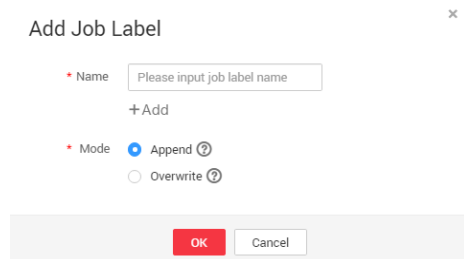 Add Job Label
×
* Name Please input job label name
+Add
* Mode Append ?
Overwrite ?
OK Cancel